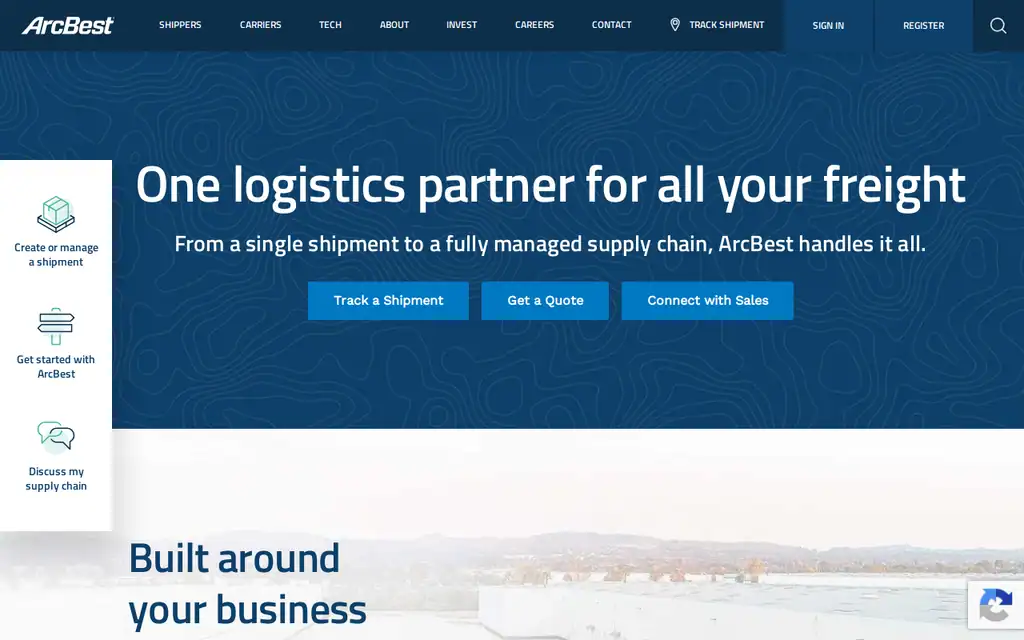 ArcBest
SHIPPERS
CARRIERS
TECH
ABOUT
INVEST
CAREERS
CONTACT
TRACK SHIPMENT
SIGN IN
REGISTER
One logistics partner for all your freight
From a single shipment to a fully managed supply chain, ArcBest handles it all.
Track a Shipment
Get a Quote
Connect with Sales
Create or manage
a shipment
Get started with
ArcBest
Discuss my
supply chain
Built around
your business